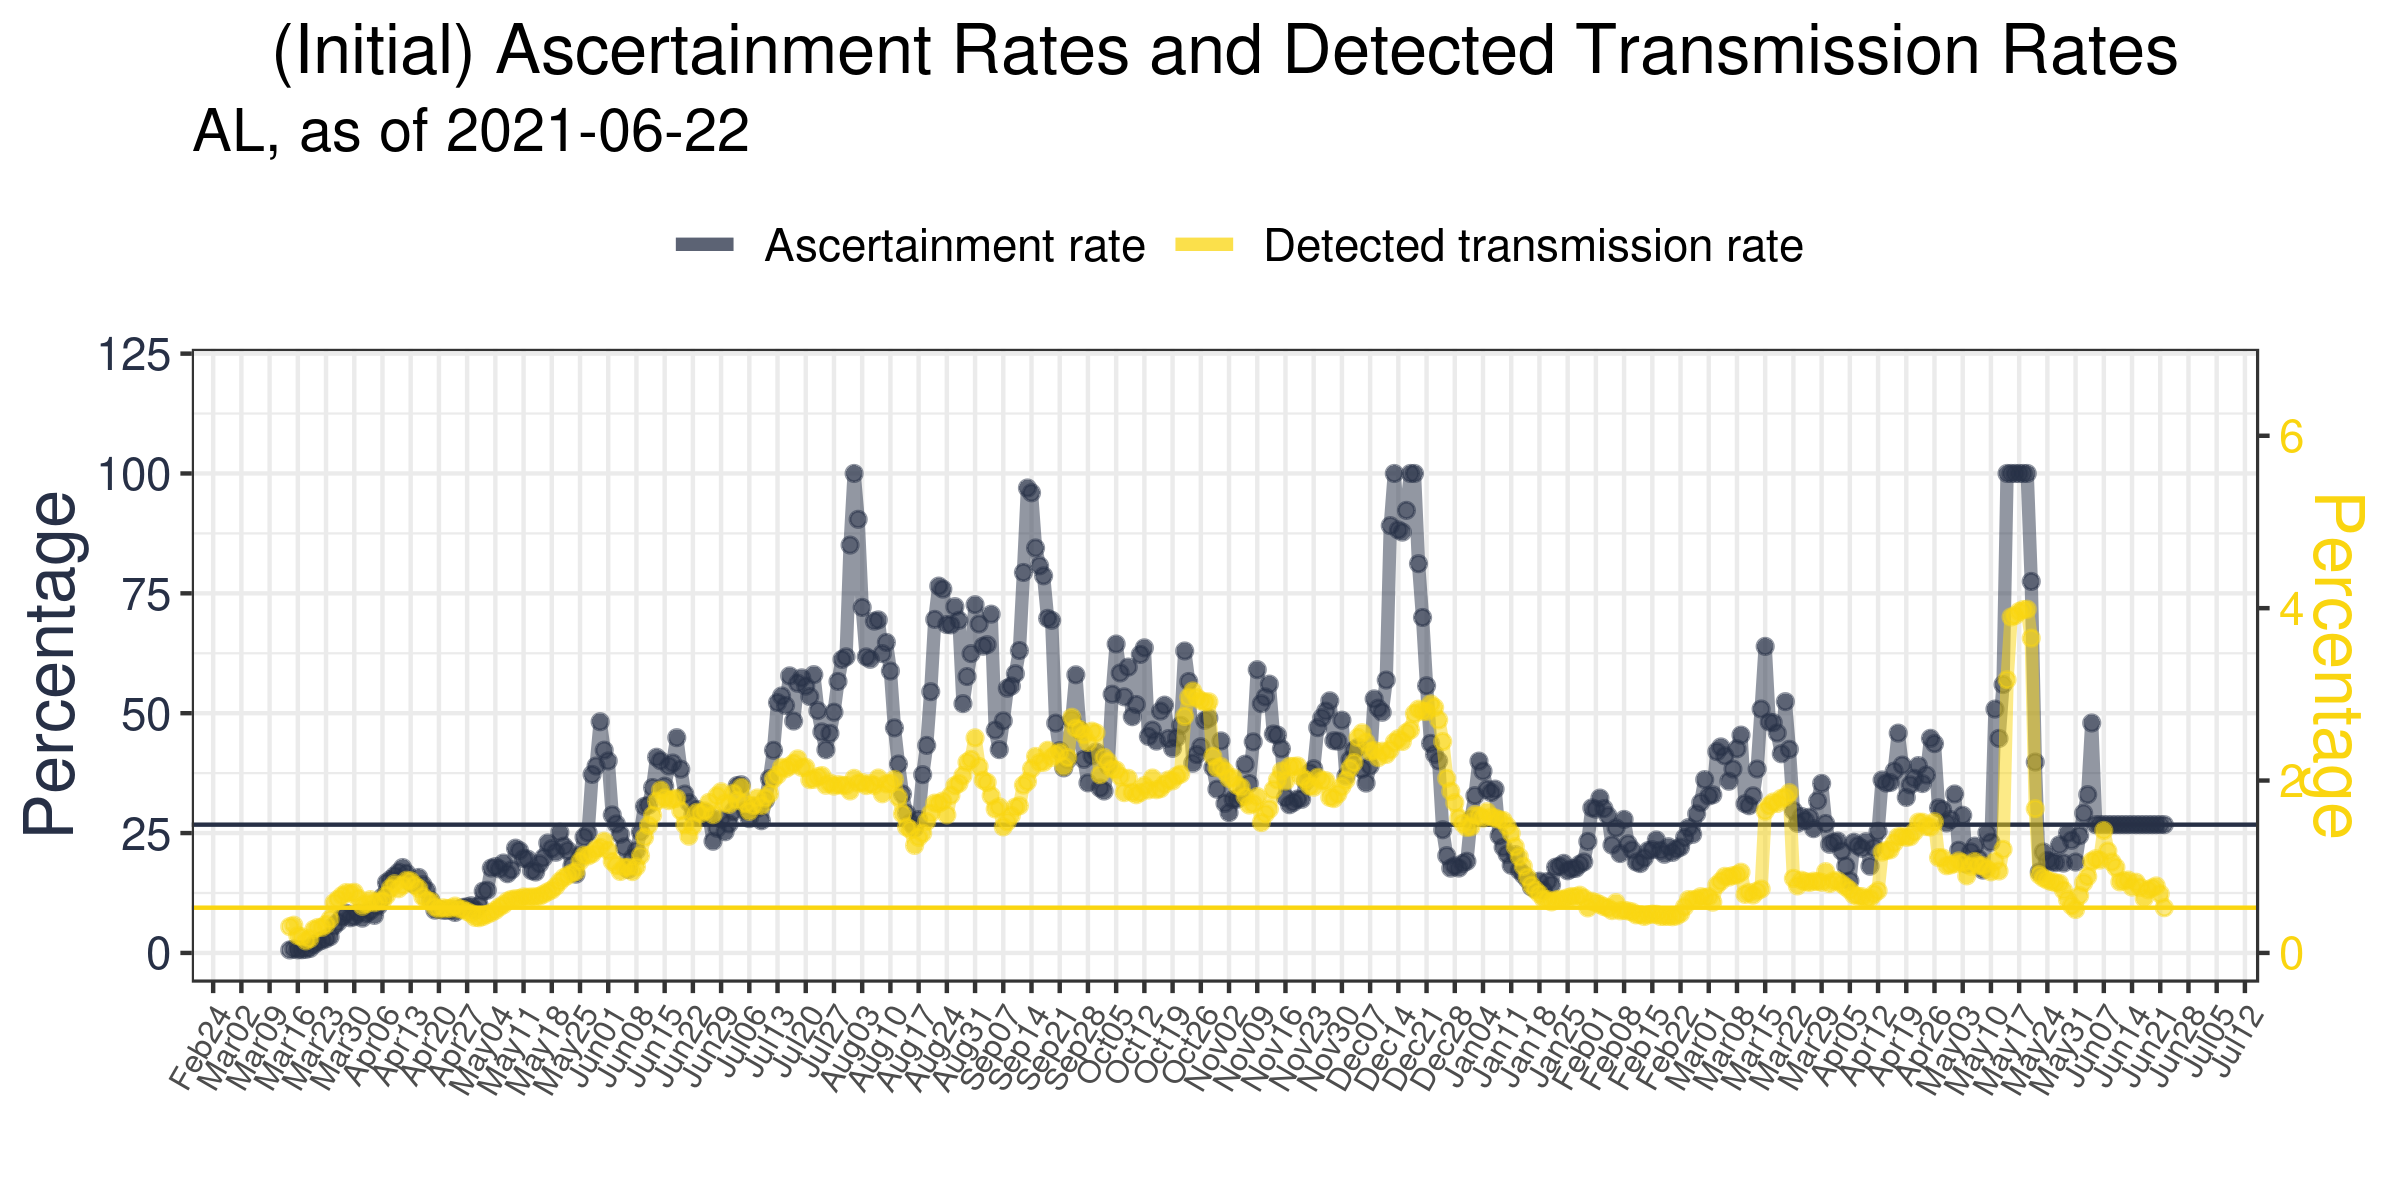 (Initial) Ascertainment Rates and Detected Transmission Rates
AL, as of 2021-06-22
Ascertainment rate
Detected transmission rate
125
100
75
50
25
0
Percentage
6
4
2
0
Percentage
Feb24
Mar02
Mar09
Mar16
Mar23
Mar30
Apr06
Apr13
Apr20
Apr27
May04
May11
May18
May25
Jun01
Jun08
Jun15
Jun22
Jun29
Jul06
Jul13
Jul20
Jul27
Aug03
Aug10
Aug17
Aug24
Aug31
Sep07
Sep14
Sep21
Sep28
Oct05
Oct12
Oct19
Oct26
Nov02
Nov09
Nov16
Nov23
Nov30
Dec07
Dec14
Dec21
Dec28
Jan04
Jan11
Jan18
Jan25
Feb01
Feb08
Feb15
Feb22
Mar01
Mar08
Mar15
Mar22
Mar29
Apr05
Apr12
Apr19
Apr26
May03
May10
May17
May24
May31
Jun07
Jun14
Jun21
Jun28
Jul05
Jul12